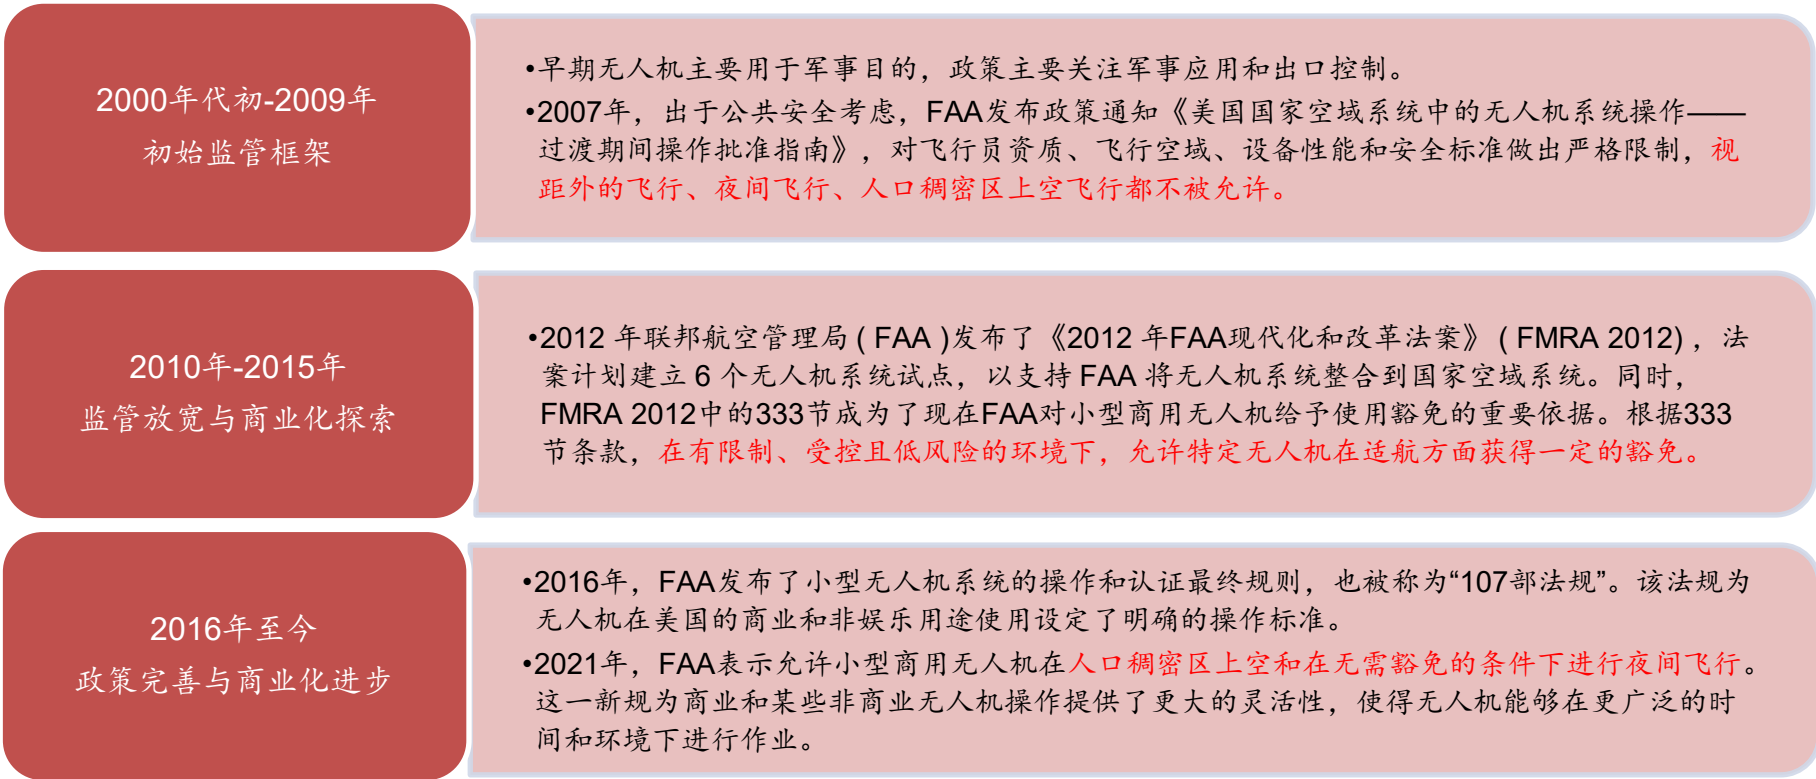 2000年代初-2009年
初始监管框架
•早期无人机主要用于军事目的，政策主要关注军事应用和出口控制。
•2007年，出于公共安全考虑，FAA发布政策通知《美国国家空域系统中的无人机系统操作——
过渡期间操作批准指南》，对飞行员资质、飞行空域、设备性能和安全标准做出严格限制，视
距外的飞行、夜间飞行、人口稠密区上空飞行都不被允许。
2010年-2015年
监管放宽与商业化探索
•2012 年联邦航空管理局 ( FAA )发布了《2012 年FAA现代化和改革法案》 ( FMRA 2012) ，法
案计划建立 6 个无人机系统试点，以支持 FAA 将无人机系统整合到国家空域系统。同时，
FMRA 2012中的333节成为了现在FAA对小型商用无人机给予使用豁免的重要依据。根据333
节条款，在有限制、受控且低风险的环境下，允许特定无人机在适航方面获得一定的豁免。
2016年至今
政策完善与商业化进步
•2016年，FAA发布了小型无人机系统的操作和认证最终规则，也被称为“107部法规”。该法规为
无人机在美国的商业和非娱乐用途使用设定了明确的操作标准。
•2021年，FAA表示允许小型商用无人机在人口稠密区上空和在无需豁免的条件下进行夜间飞行。
这一新规为商业和某些非商业无人机操作提供了更大的灵活性，使得无人机能够在更广泛的时
间和环境下进行作业。